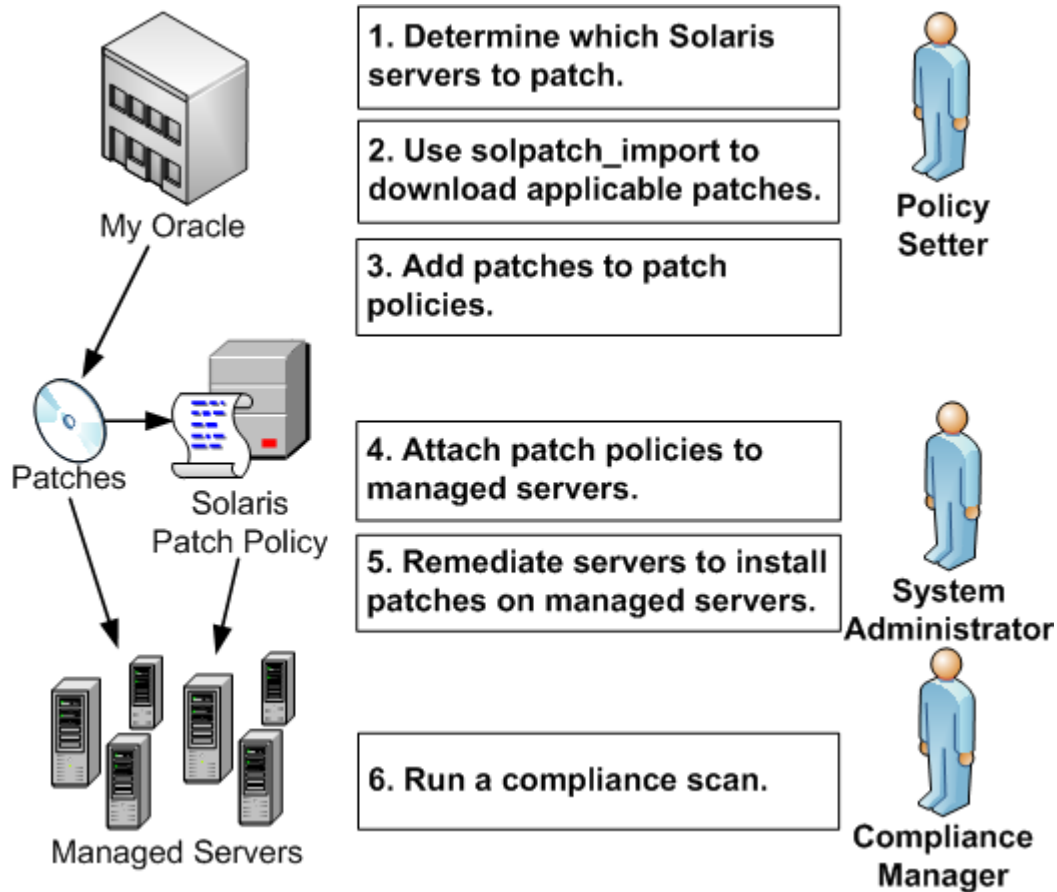 1. Determine which Solaris
servers to patch.
2. Use solpatch_import to
download applicable patches.
3. Add patches to patch
policies.
Policy
Setter
My Oracle
Patches
Solaris
Patch Policy
4. Attach patch policies to
managed servers.
5. Remediate servers to install
patches on managed servers.
System
Administrator
Managed Servers
6. Run a compliance scan.
Compliance
Manager